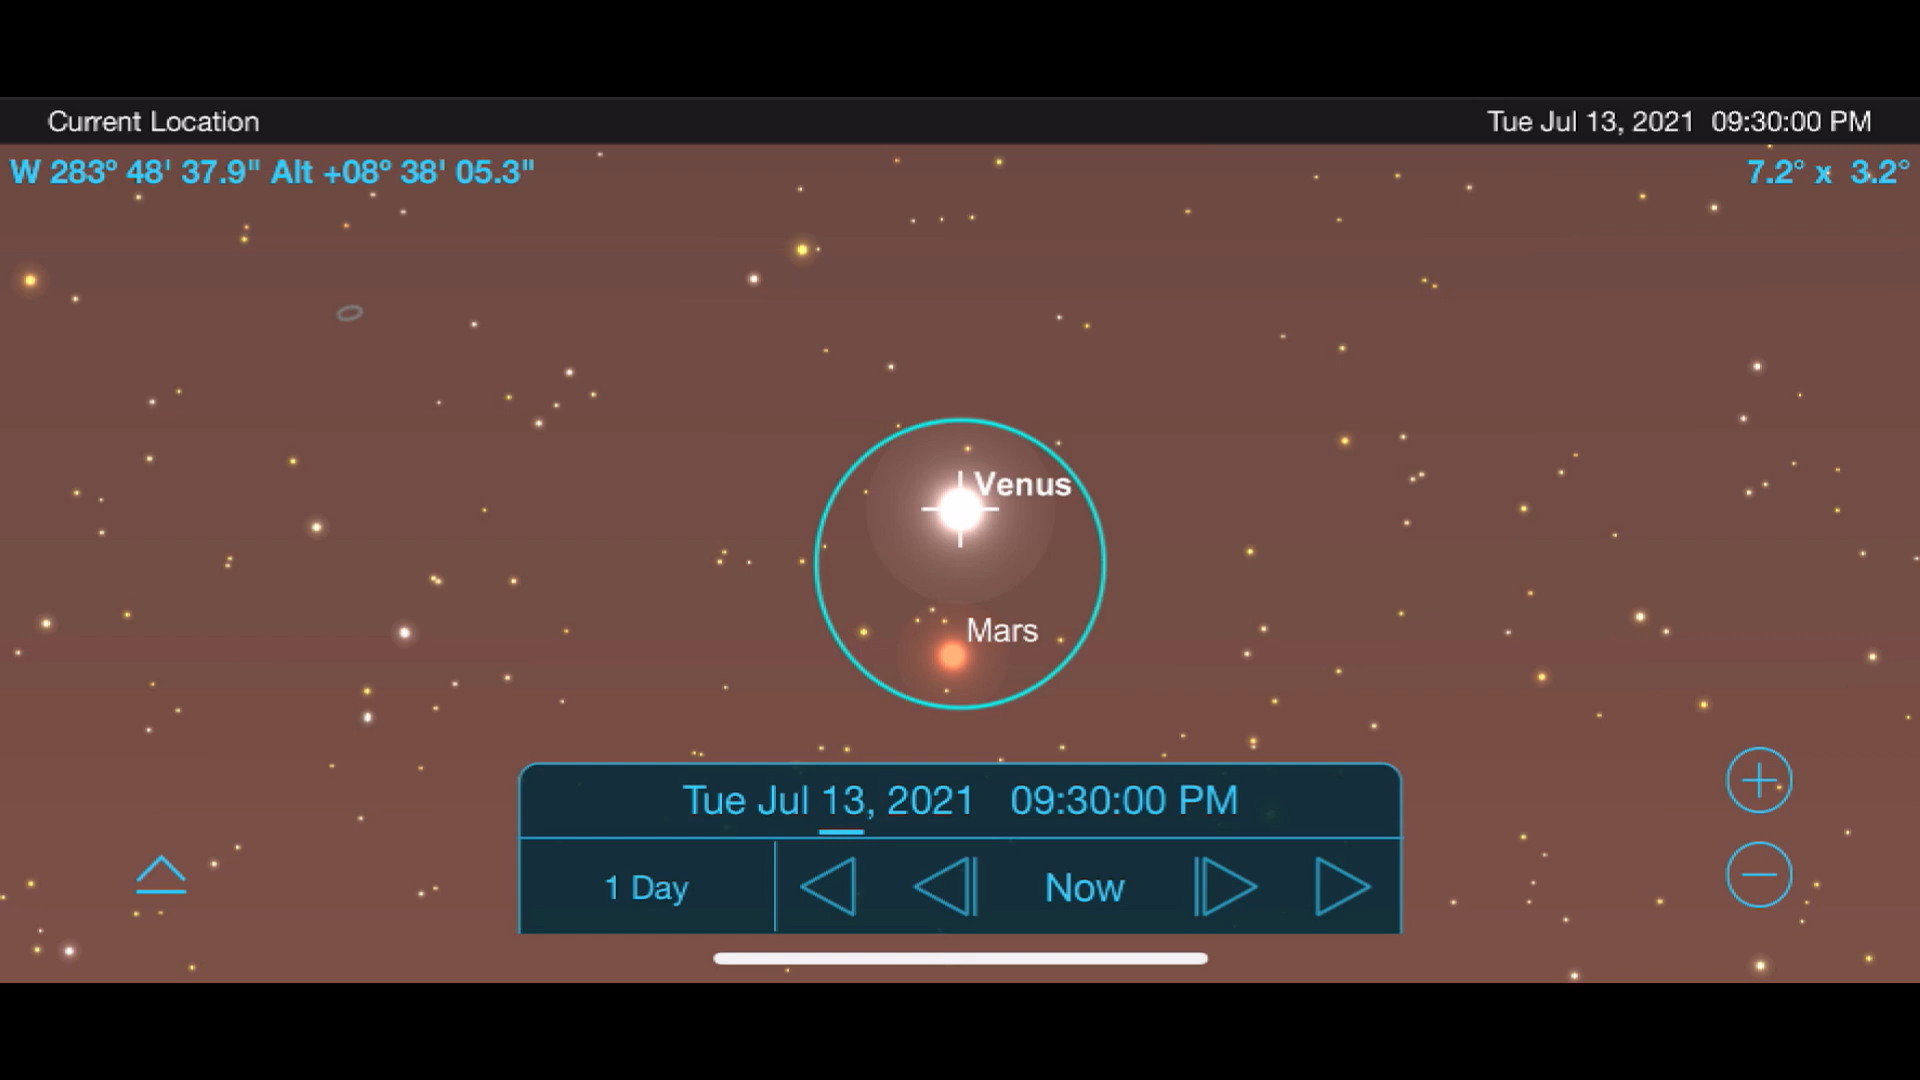 Current Location
Tue Jul 13, 2021 09:30:00 PM
W 283° 48' 37.9" Alt +08° 38' 05.3"
7.2° x 3.2°
Venus
Mars
Tue Jul 13, 2021 09:30:00 PM
1 Day
Now